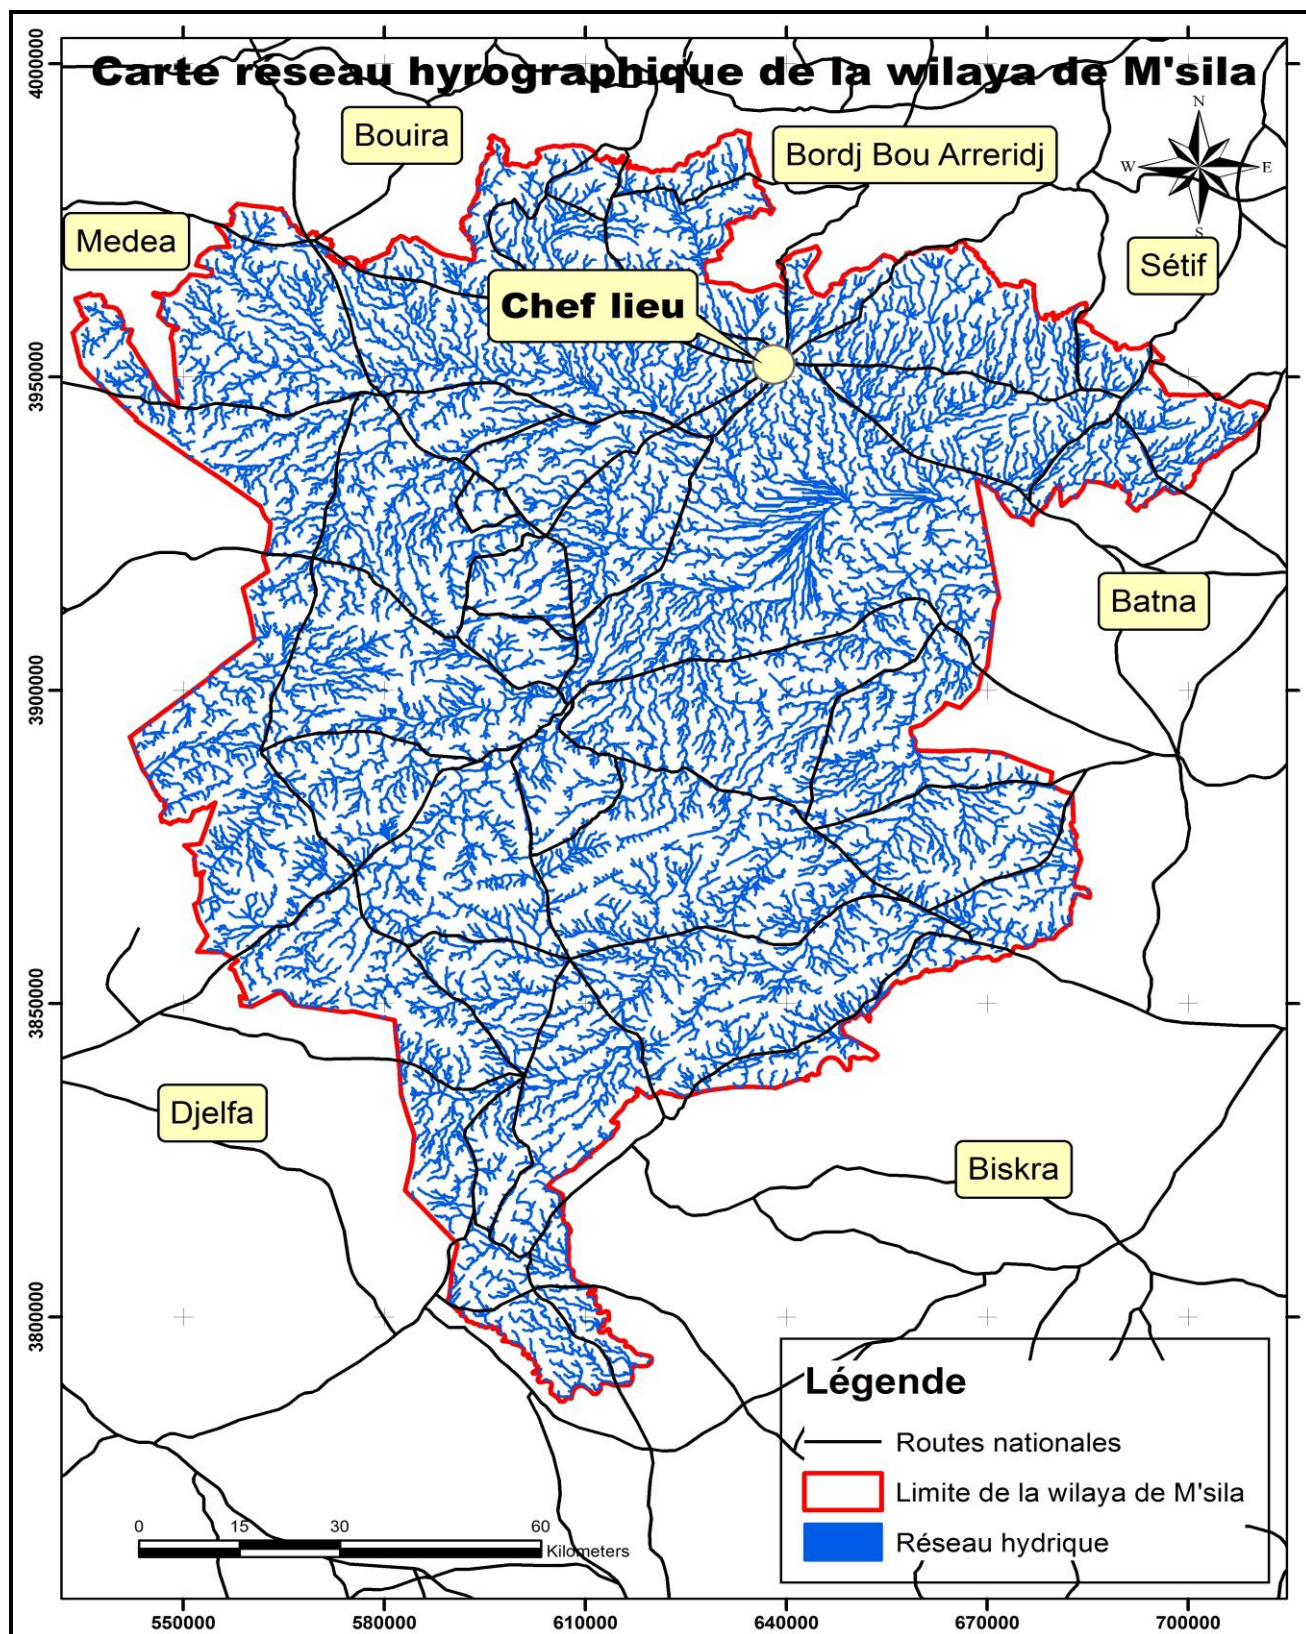 Carte réseau hyrographique de la wilaya de M'sila
N
W E
S
Bouira
Bordj Bou Arreridj
Medea
Sétif
Chef lieu
Batna
Djelfa
Biskra
Légende
Routes nationales
Limite de la wilaya de M'sila
Réseau hydrique
0 15 30 60
Kilometers
4000000
3950000
3900000
3850000
3800000
550000 580000 610000 640000 670000 700000